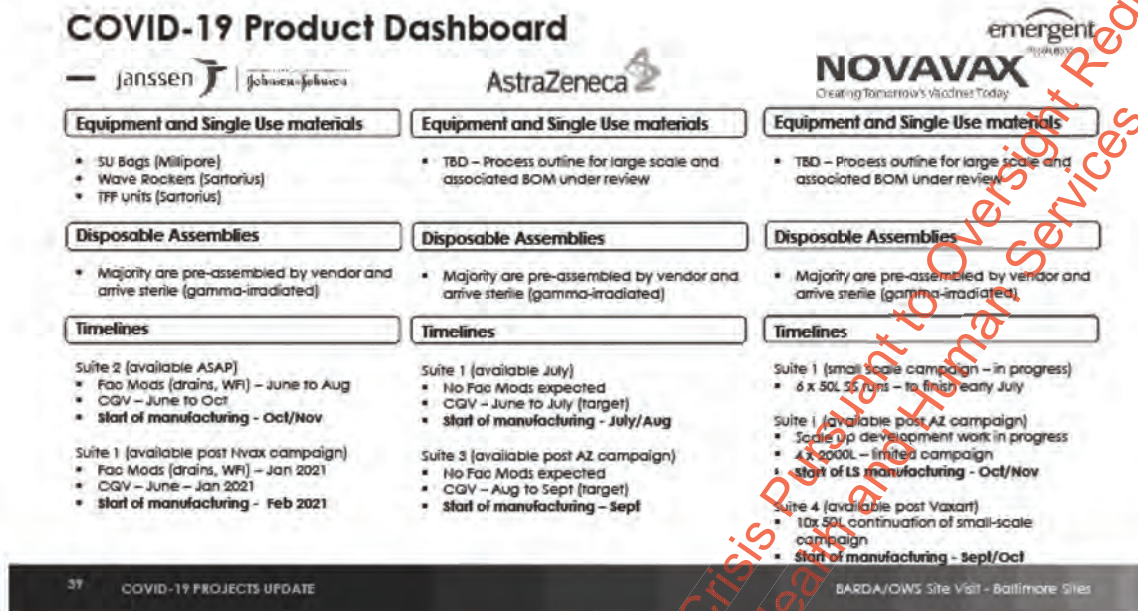 COVID-19 Product Dashboard
emergent
janssen | Johnson & Johnson
AstraZeneca
NOVAVAX
Creating Tomorrow's Vaccines Today
Equipment and Single Use materials
• SU Bags (Millipore)
• Wave Rockers (Sartorius)
• TFF units (Sartorius)
Disposable Assemblies
• Majority are pre-assembled by vendor and
arrive sterile (gamma-irradiated)
Timelines
Suite 2 (available ASAP)
• Fac Mods (drains, WFI) – June to Aug
• CQV – June to Oct
• Start of manufacturing - Oct/Nov
Suite 1 (available post Nvax campaign)
• Fac Mods (drains, WFI) – Jan 2021
• CQV – June – Jan 2021
• Start of manufacturing - Feb 2021
Equipment and Single Use materials
• TBD – Process outline for large scale and
associated BOM under review
Disposable Assemblies
• Majority are pre-assembled by vendor and
arrive sterile (gamma-irradiated)
Timelines
Suite 1 (available July)
• No Fac Mods expected
• CQV – June to July (target)
• Start of manufacturing - July/Aug
Suite 3 (available post AZ campaign)
• No Fac Mods expected
• CQV – Aug to Sept (target)
• Start of manufacturing – Sept
Equipment and Single Use materials
• TBD – Process outline for large scale and
associated BOM under review
Disposable Assemblies
• Majority are pre-assembled by vendor and
arrive sterile (gamma-irradiated)
Timelines
Suite 1 (small scale campaign – in progress)
• 6 x 50L SS runs – to finish early July
Suite 1 (available post AZ campaign)
• Scale up development work in progress
• 4 x 2000L – limited campaign
• Start of LS manufacturing - Oct/Nov
Suite 4 (available post Vaxart)
• 10x 50L continuation of small-scale
campaign
• Start of manufacturing - Sept/Oct
39 COVID-19 PROJECTS UPDATE
BARDA/OWS Site Visit - Baltimore Sites
Crisis Pursuant to Oversight
Health and Human Services